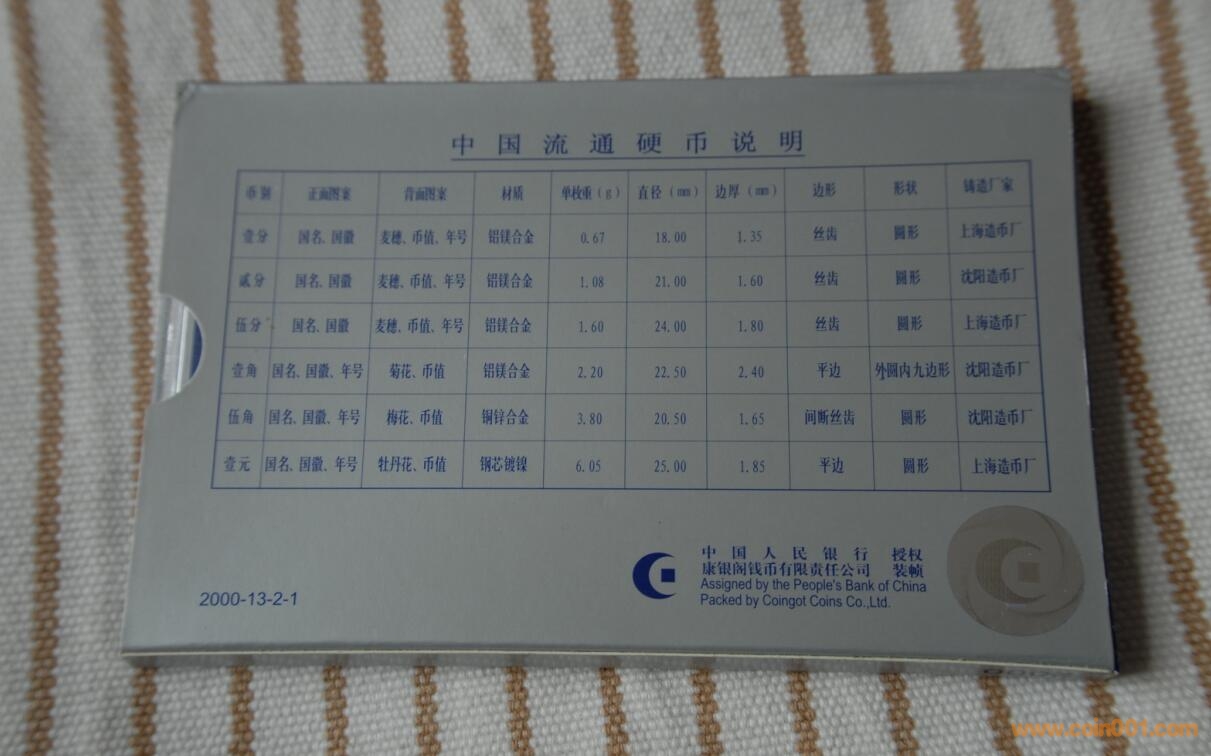 中国流通硬币说明
币别 正面图案 背面图案 材质 单枚重（g） 直径（mm） 边厚（mm） 边形 形状 铸造厂家
壹分 国名、国徽 麦穗、币值、年号 铝镁合金 0.67 18.00 1.35 丝齿 圆形 上海造币厂
贰分 国名、国徽 麦穗、币值、年号 铝镁合金 1.08 21.00 1.60 丝齿 圆形 沈阳造币厂
伍分 国名、国徽 麦穗、币值、年号 铝镁合金 1.60 24.00 1.80 丝齿 圆形 上海造币厂
壹角 国名、国徽、年号 菊花、币值 铝镁合金 2.20 22.50 2.40 平边 外圆内九边形 沈阳造币厂
伍角 国名、国徽、年号 梅花、币值 铜锌合金 3.80 20.50 1.65 间断丝齿 圆形 沈阳造币厂
壹元 国名、国徽、年号 牡丹花、币值 钢芯镀镍 6.05 25.00 1.85 平边 圆形 上海造币厂
中国人民银行 授权
康银阁钱币有限责任公司 装帧
Assigned by the People's Bank of China
Packed by Coingot Coins Co.,Ltd.
2000-13-2-1
www.coin001.com